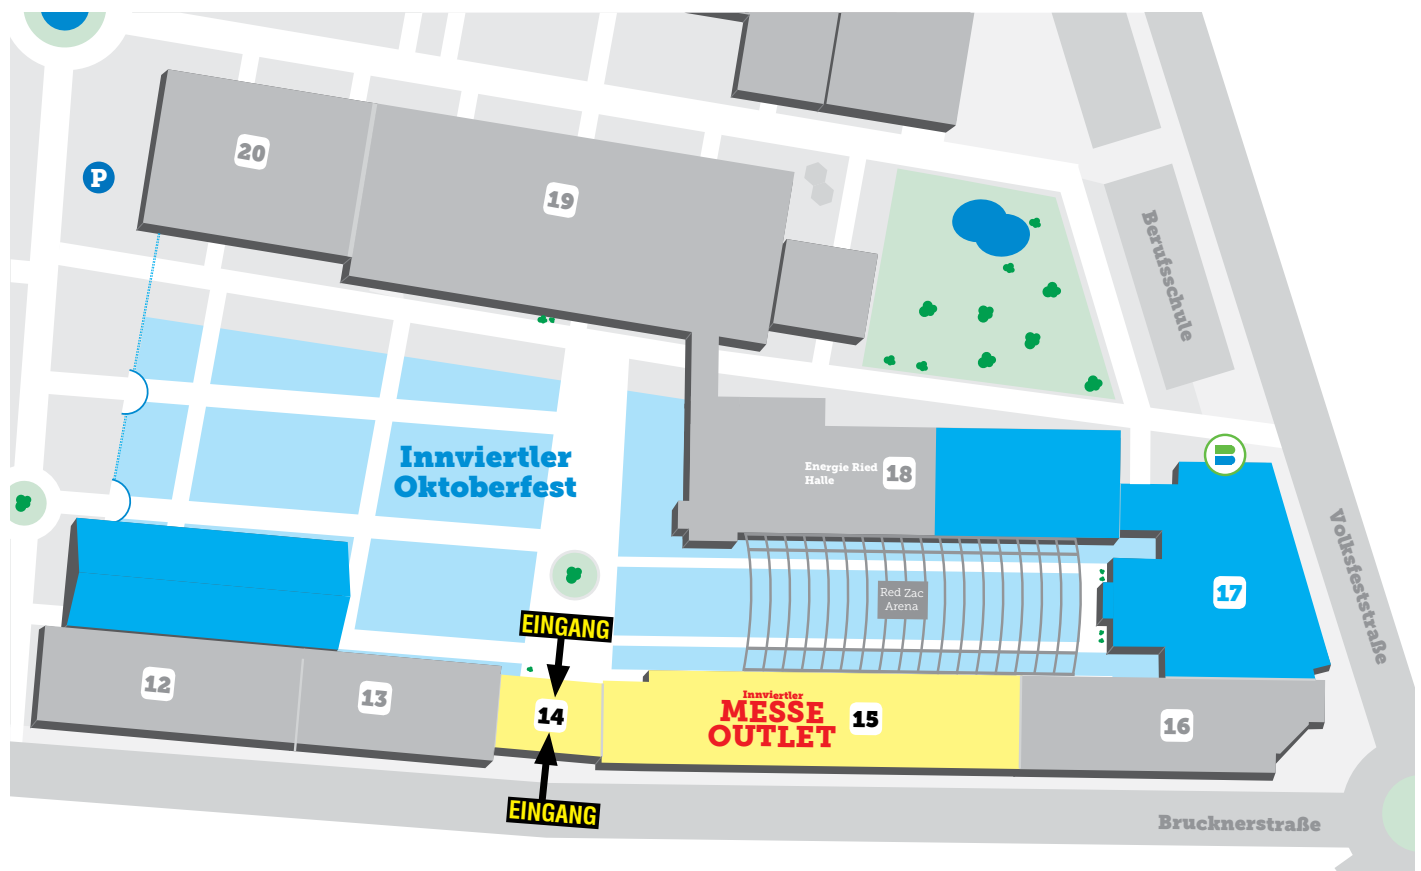 20
P
19
Berufsschule
Innviertler
Oktoberfest
Energie Ried
Halle
18
Volksfeststraße
17
Red Zac
Arena
EINGANG
12
13
14
Innviertler
MESSE
OUTLET
15
16
EINGANG
Brucknerstraße